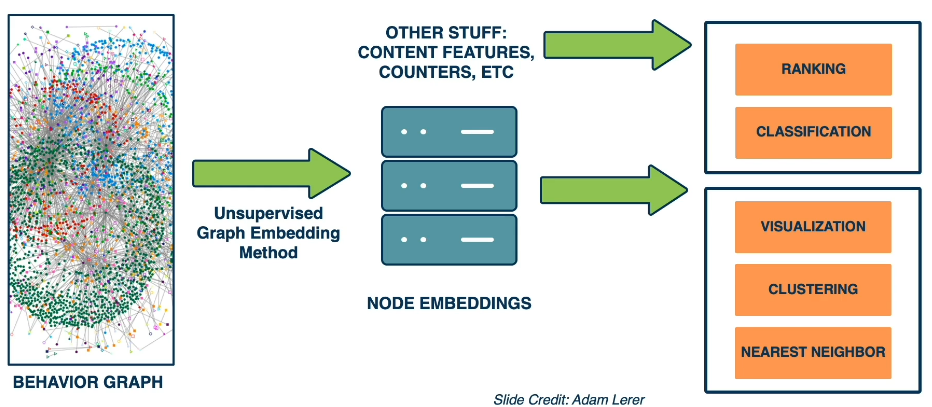 OTHER STUFF:
CONTENT FEATURES,
COUNTERS, ETC
RANKING
CLASSIFICATION
Unsupervised
Graph Embedding
Method
VISUALIZATION
CLUSTERING
NEAREST NEIGHBOR
NODE EMBEDDINGS
BEHAVIOR GRAPH
Slide Credit: Adam Lerer